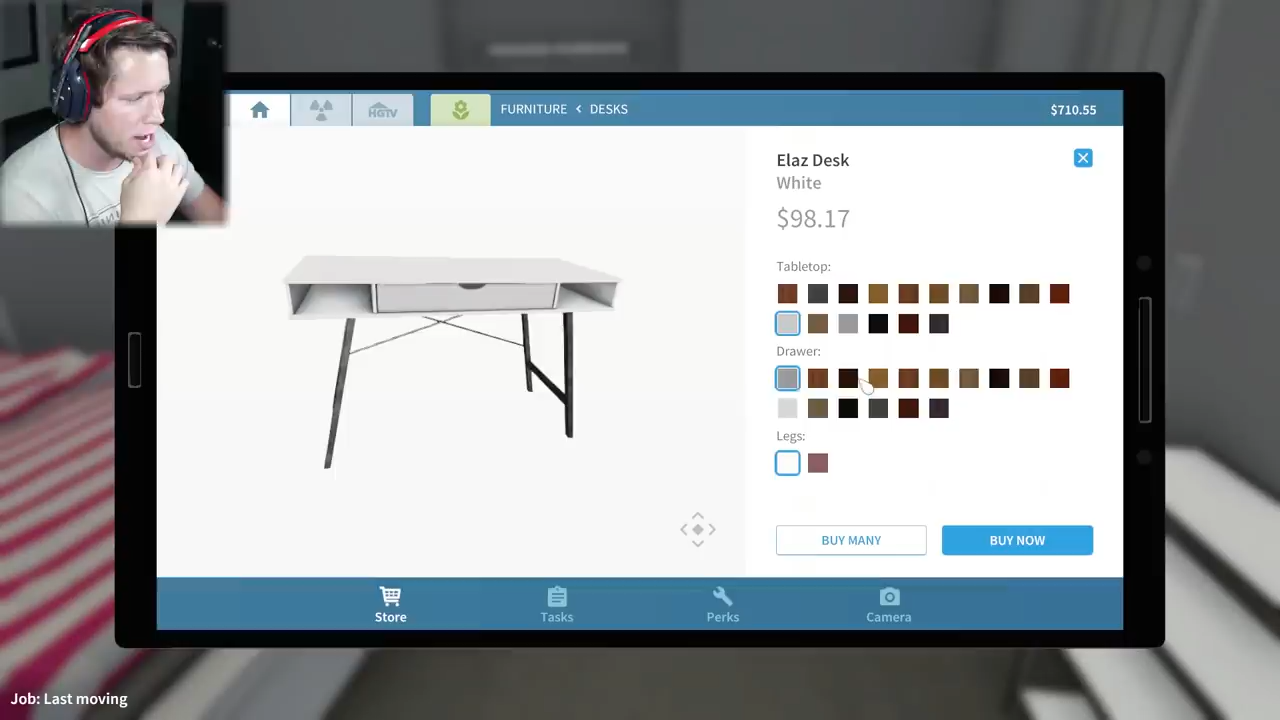 HGTV
FURNITURE < DESKS
$710.55
Elaz Desk
White
$98.17
Tabletop:
Drawer:
Legs:
BUY MANY
BUY NOW
Store
Tasks
Perks
Camera
Job: Last moving